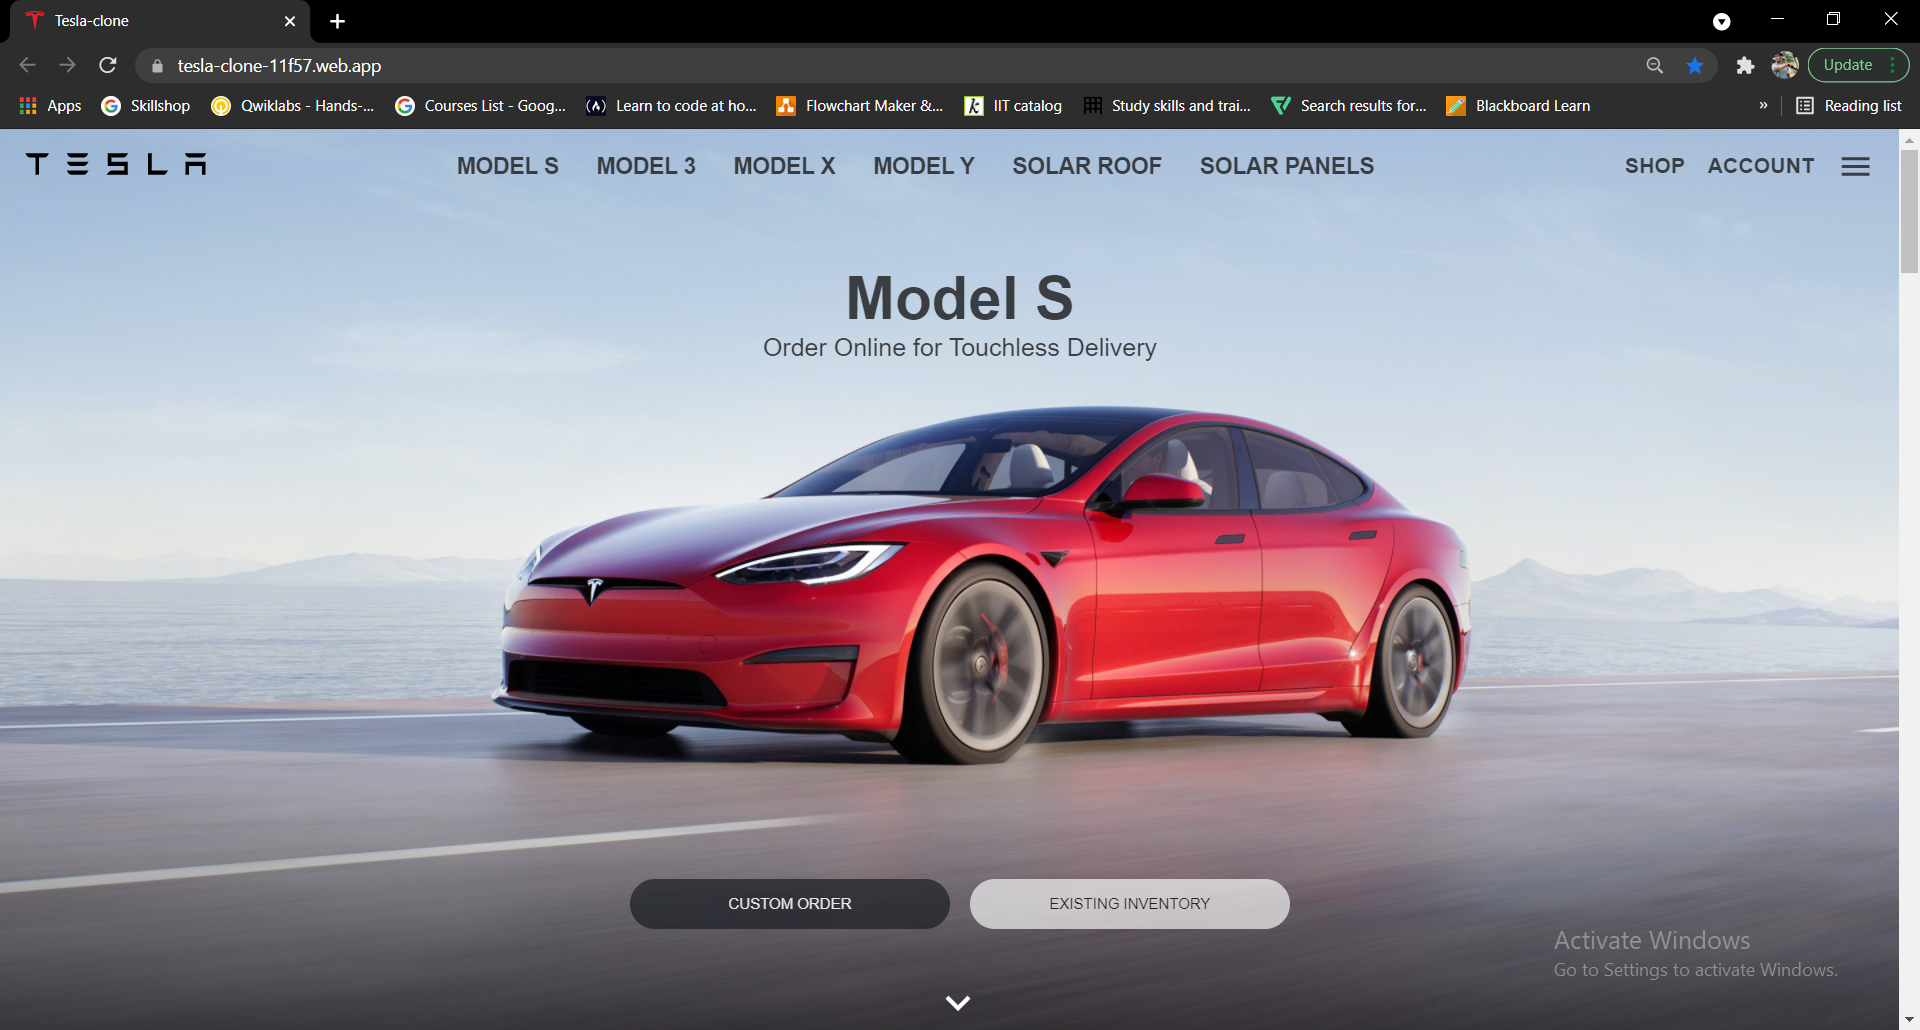 Tesla-clone
tesla-clone-11f57.web.app
Update
Apps Skillshop Qwiklabs - Hands-... Courses List - Goog... Learn to code at ho... Flowchart Maker &... IIT catalog Study skills and trai... Search results for... Blackboard Learn » Reading list
TESLA MODEL S MODEL 3 MODEL X MODEL Y SOLAR ROOF SOLAR PANELS SHOP ACCOUNT
Model S
Order Online for Touchless Delivery
CUSTOM ORDER EXISTING INVENTORY
Activate Windows
Go to Settings to activate Windows.